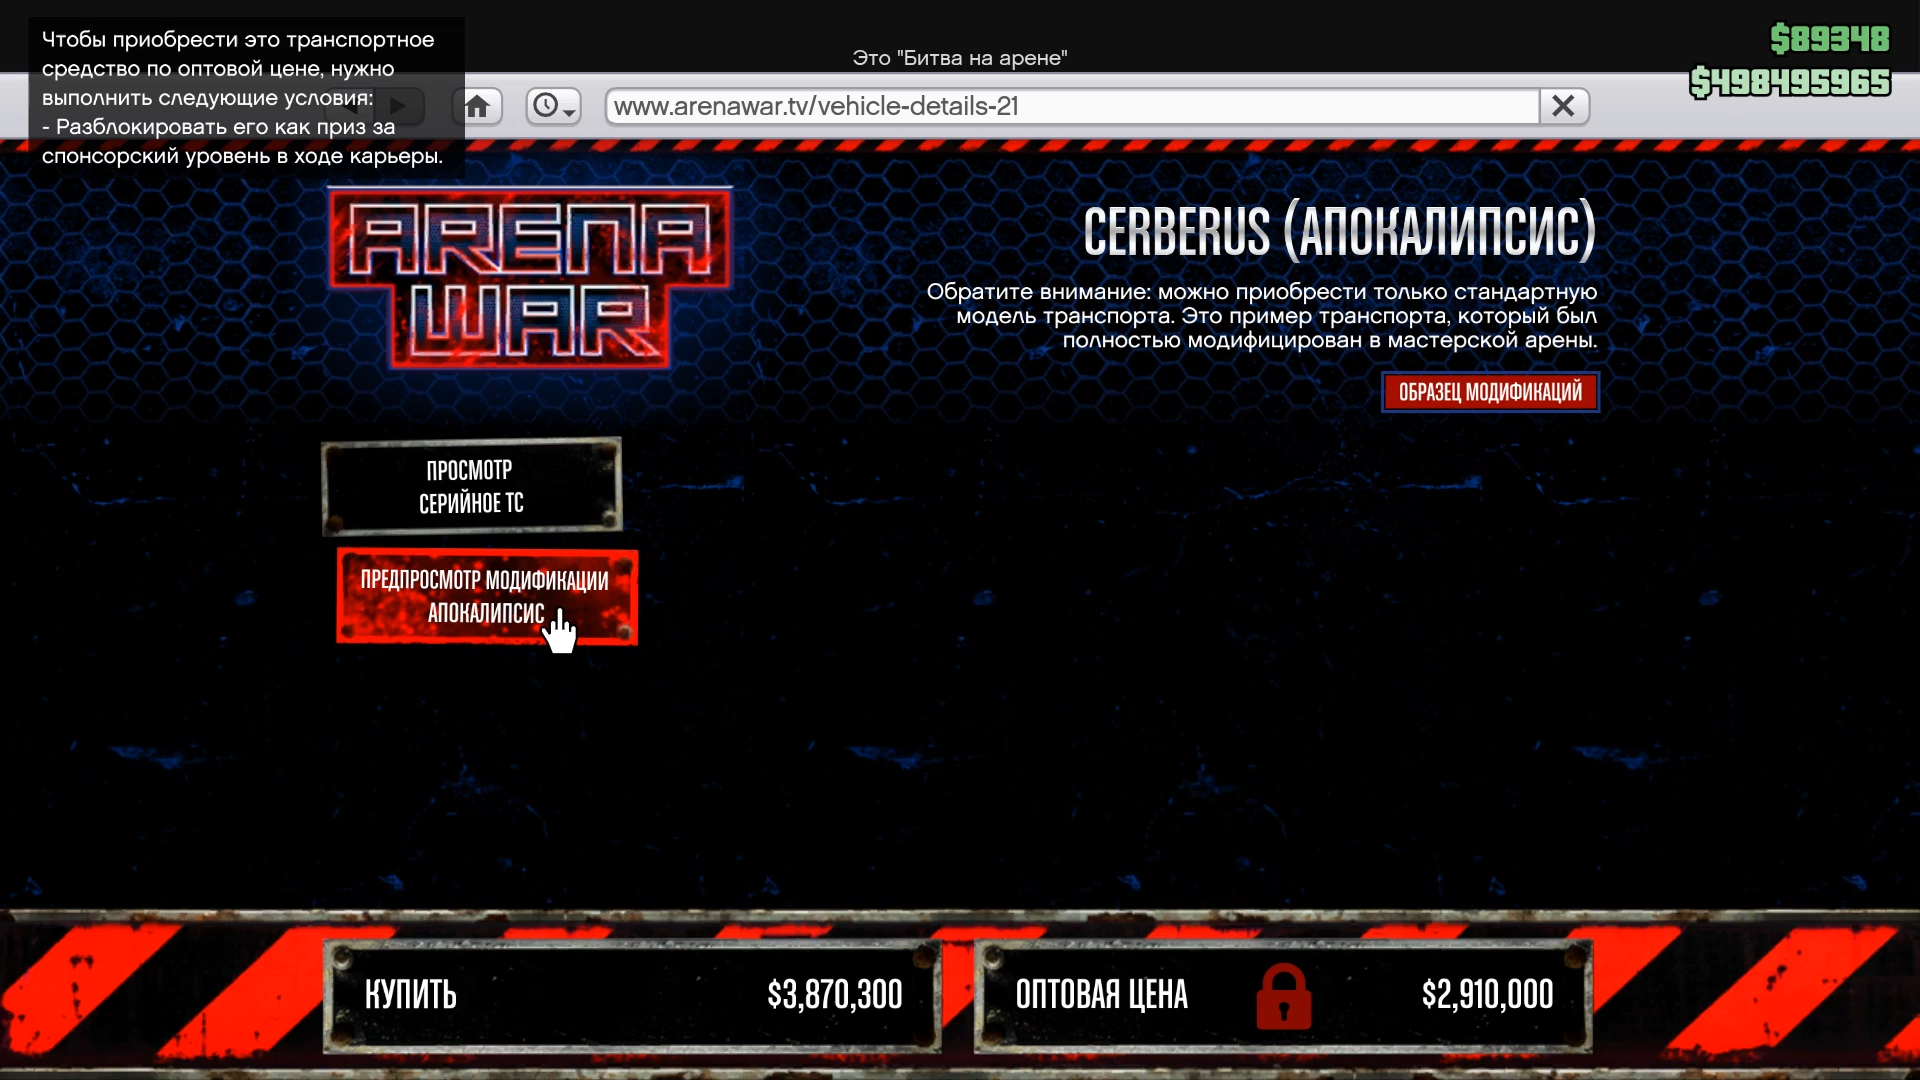 Чтобы приобрести это транспортное
средство по оптовой цене, нужно
выполнить следующие условия:
- Разблокировать его как приз за
спонсорский уровень в ходе карьеры.
Это "Битва на арене"
$89348
$498495965
www.arenawar.tv/vehicle-details-21
ARENA
WAR
CERBERUS (АПОКАЛИПСИС)
Обратите внимание: можно приобрести только стандартную
модель транспорта. Это пример транспорта, который был
полностью модифицирован в мастерской арены.
ОБРАЗЕЦ МОДИФИКАЦИЙ
ПРОСМОТР
СЕРИЙНОЕ ТС
ПРЕДПРОСМОТР МОДИФИКАЦИИ
АПОКАЛИПСИС
КУПИТЬ $3,870,300
ОПТОВАЯ ЦЕНА $2,910,000